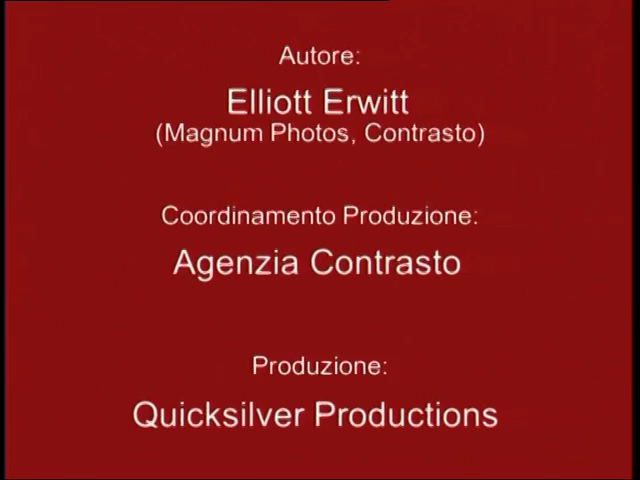 Autore:
Elliott Erwitt
(Magnum Photos, Contrasto)
Coordinamento Produzione:
Agenzia Contrasto
Produzione:
Quicksilver Productions